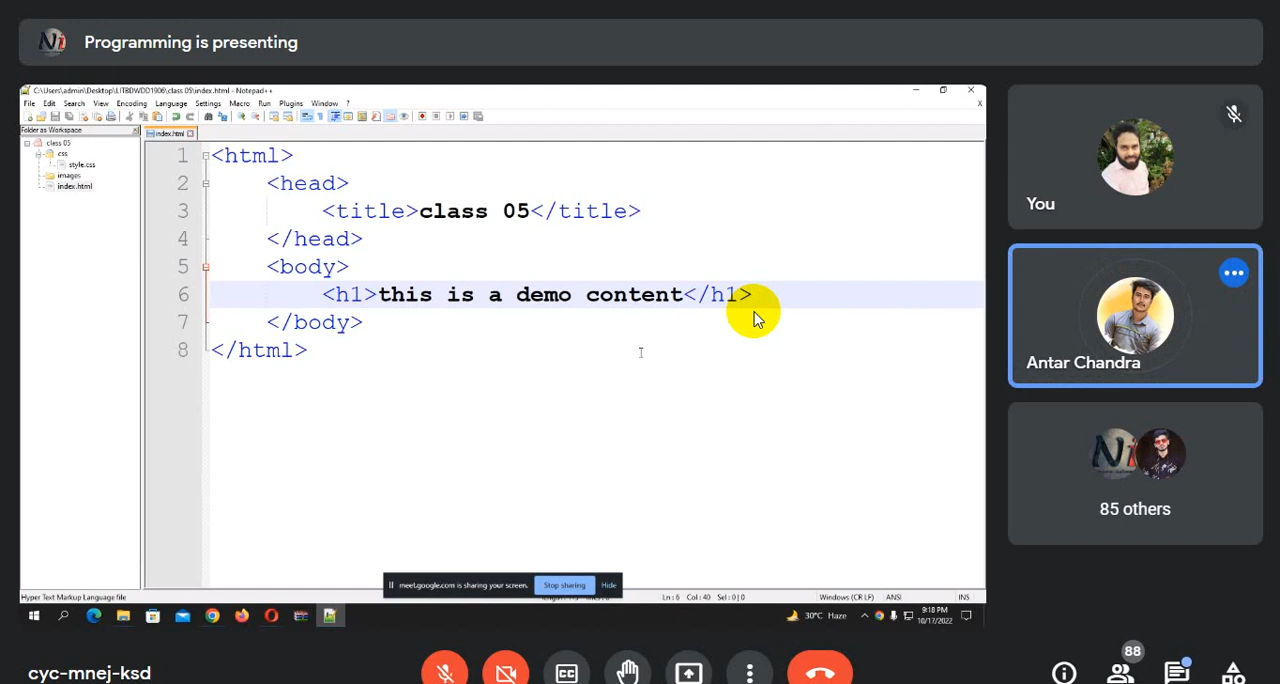 Programming is presenting
C:\Users\admin\Desktop\LITBDWDD1906\class 05\index.html - Notepad++
File Edit Search View Encoding Language Settings Macro Run Plugins Window ?
Folder as Workspace
class 05
css
style.css
images
index.html
index.html
1 <html>
2 <head>
3 <title>class 05</title>
4 </head>
5 <body>
6 <h1>this is a demo content</h1>
7 </body>
8 </html>
You
Antar Chandra
85 others
meet.google.com is sharing your screen. Stop sharing Hide
Hyper Text Markup Language file
Ln : 6 Col : 40 Sel : 0 | 0
Windows (CR LF) ANSI INS
30°C Haze
9:18 PM
10/17/2022
cyc-mnej-ksd
88